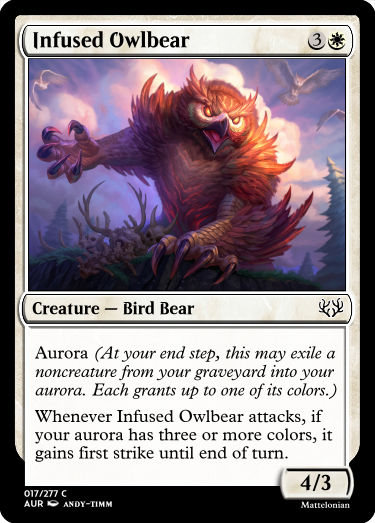 Infused Owlbear 3
Creature — Bird Bear
Aurora (At your end step, this may exile a
noncreature from your graveyard into your
aurora. Each grants up to one of its colors.)
Whenever Infused Owlbear attacks, if
your aurora has three or more colors, it
gains first strike until end of turn.
4/3
017/277 C
AUR ANDY-TIMM
Mattelonian